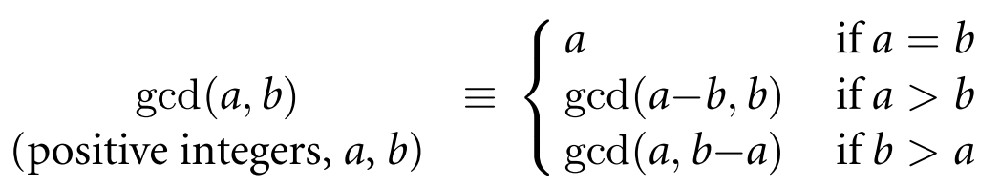 a if a = b
gcd(a, b) ≡ { gcd(a−b, b) if a > b
(positive integers, a, b) gcd(a, b−a) if b > a